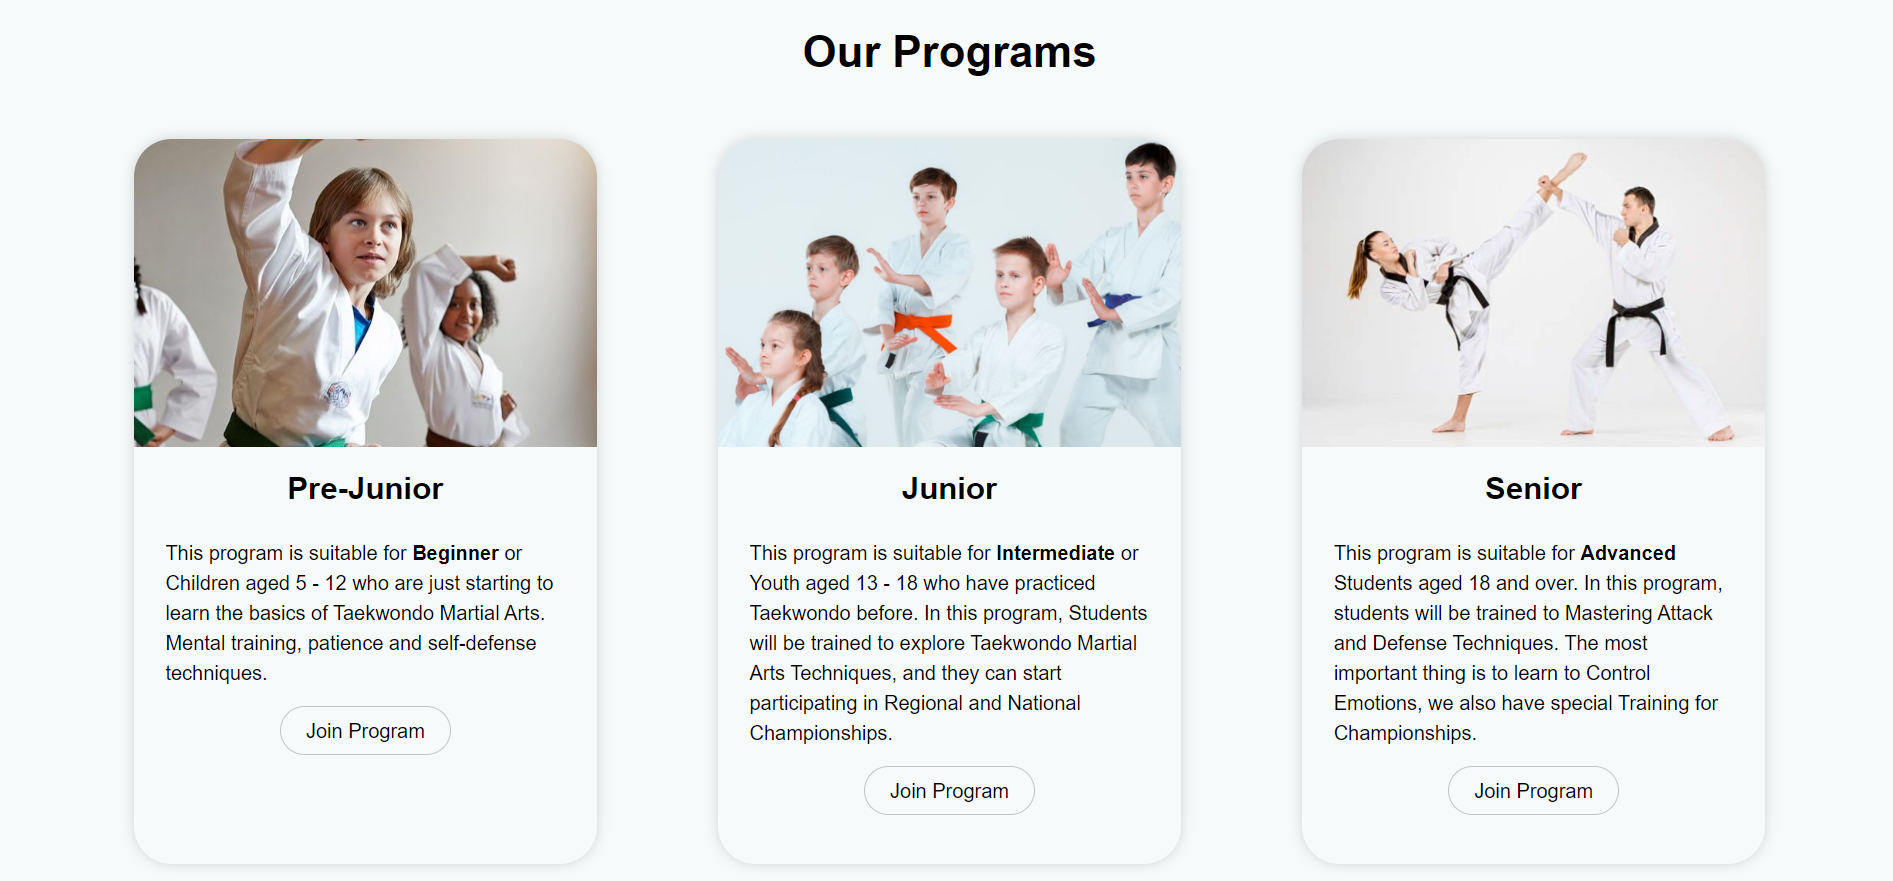 Our Programs
Pre-Junior
This program is suitable for Beginner or
Children aged 5 - 12 who are just starting to
learn the basics of Taekwondo Martial Arts.
Mental training, patience and self-defense
techniques.
Join Program
Junior
This program is suitable for Intermediate or
Youth aged 13 - 18 who have practiced
Taekwondo before. In this program, Students
will be trained to explore Taekwondo Martial
Arts Techniques, and they can start
participating in Regional and National
Championships.
Join Program
Senior
This program is suitable for Advanced
Students aged 18 and over. In this program,
students will be trained to Mastering Attack
and Defense Techniques. The most
important thing is to learn to Control
Emotions, we also have special Training for
Championships.
Join Program